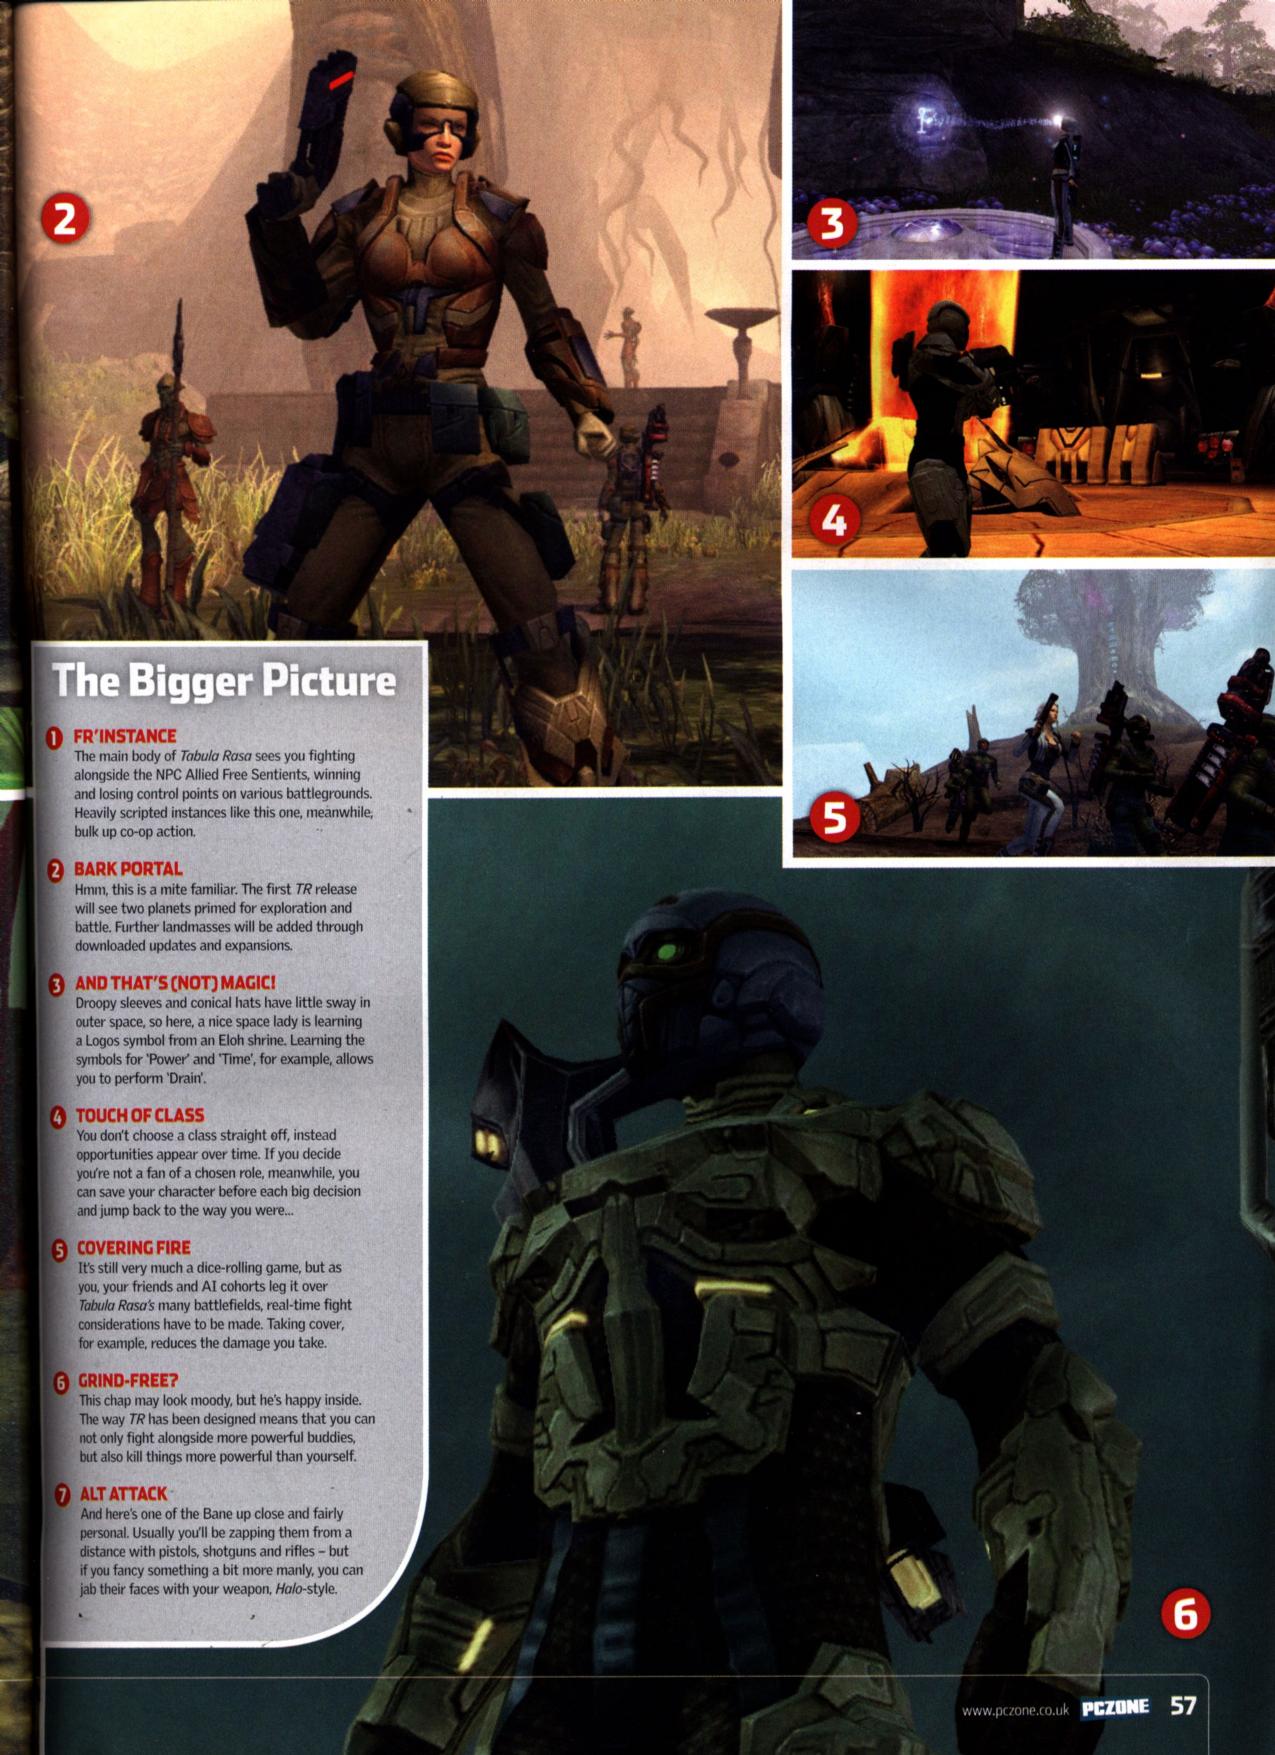 2
3
4
5
The Bigger Picture
1 FR'INSTANCE
The main body of Tabula Rasa sees you fighting
alongside the NPC Allied Free Sentients, winning
and losing control points on various battlegrounds.
Heavily scripted instances like this one, meanwhile,
bulk up co-op action.
2 BARK PORTAL
Hmm, this is a mite familiar. The first TR release
will see two planets primed for exploration and
battle. Further landmasses will be added through
downloaded updates and expansions.
3 AND THAT'S (NOT) MAGIC!
Droopy sleeves and conical hats have little sway in
outer space, so here, a nice space lady is learning
a Logos symbol from an Eloh shrine. Learning the
symbols for 'Power' and 'Time', for example, allows
you to perform 'Drain'.
4 TOUCH OF CLASS
You don't choose a class straight off, instead
opportunities appear over time. If you decide
you're not a fan of a chosen role, meanwhile, you
can save your character before each big decision
and jump back to the way you were...
5 COVERING FIRE
It's still very much a dice-rolling game, but as
you, your friends and AI cohorts leg it over
Tabula Rasa's many battlefields, real-time fight
considerations have to be made. Taking cover,
for example, reduces the damage you take.
6 GRIND-FREE?
This chap may look moody, but he's happy inside.
The way TR has been designed means that you can
not only fight alongside more powerful buddies,
but also kill things more powerful than yourself.
7 ALT ATTACK
And here's one of the Bane up close and fairly
personal. Usually you'll be zapping them from a
distance with pistols, shotguns and rifles – but
if you fancy something a bit more manly, you can
jab their faces with your weapon, Halo-style.
6
www.pczone.co.uk PCZONE 57